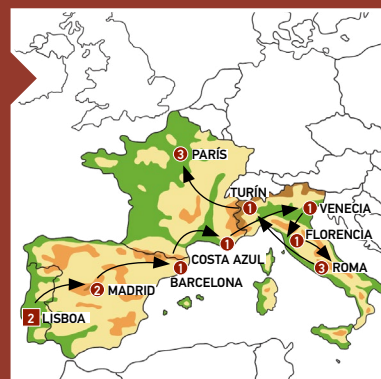 3 PARÍS
TURÍN
1
1 VENECIA
1 FLORENCIA
1
COSTA AZUL
3 ROMA
1
BARCELONA
2 MADRID
2 LISBOA